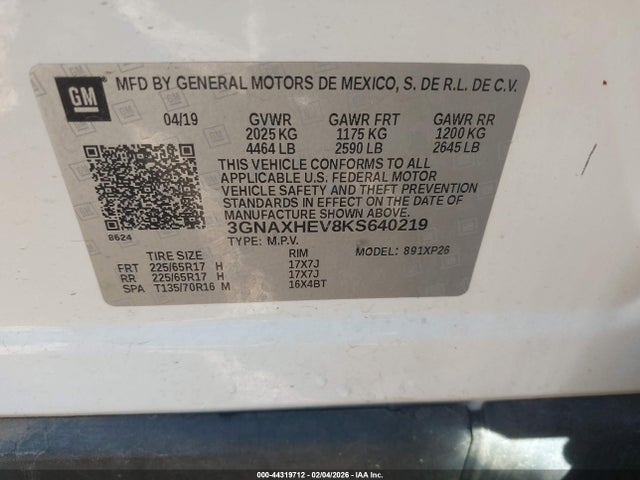 GM
MFD BY GENERAL MOTORS DE MEXICO, S. DE R.L. DE C.V.
04/19 GVWR GAWR FRT GAWR RR
2025 KG 1175 KG 1200 KG
4464 LB 2590 LB 2645 LB
THIS VEHICLE CONFORMS TO ALL
APPLICABLE U.S. FEDERAL MOTOR
VEHICLE SAFETY AND THEFT PREVENTION
STANDARDS IN EFFECT ON THE DATE OF
MANUFACTURE SHOWN ABOVE.
8624 3GNAXHEV8KS640219
TYPE: M.P.V. MODEL: 891XP26
TIRE SIZE RIM
FRT 225/65R17 H 17X7J
RR 225/65R17 H 17X7J
SPA T135/70R16 M 16X4BT
000-44319712 - 02/04/2026 - WWW.IAAI.COM